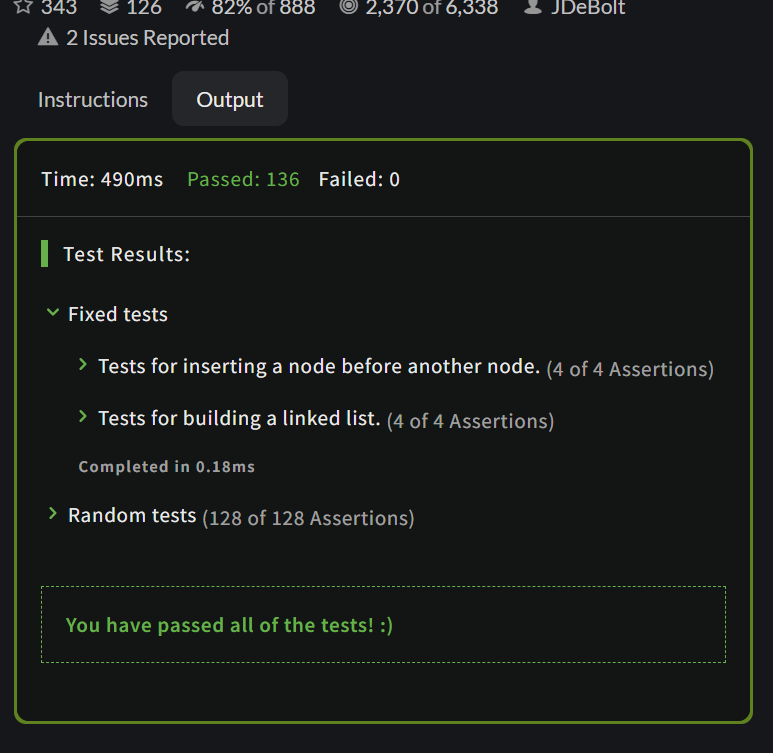 343 126 82% of 888 2,370 of 6,338 JDeBolt
2 Issues Reported
Instructions Output
Time: 490ms Passed: 136 Failed: 0
Test Results:
Fixed tests
Tests for inserting a node before another node. (4 of 4 Assertions)
Tests for building a linked list. (4 of 4 Assertions)
Completed in 0.18ms
Random tests (128 of 128 Assertions)
You have passed all of the tests! :)